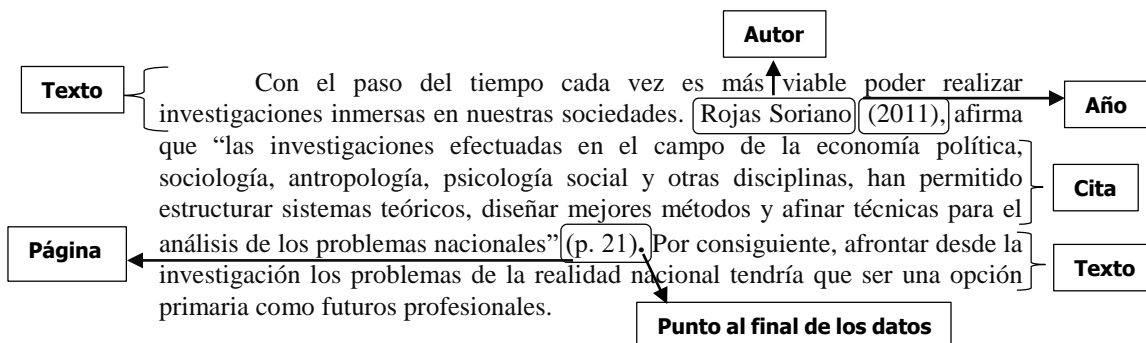 Autor
Texto
Con el paso del tiempo cada vez es más viable poder realizar
investigaciones inmersas en nuestras sociedades. Rojas Soriano (2011), afirma
Año
que “las investigaciones efectuadas en el campo de la economía política,
sociología, antropología, psicología social y otras disciplinas, han permitido
Cita
estructurar sistemas teóricos, diseñar mejores métodos y afinar técnicas para el
Página
análisis de los problemas nacionales” (p. 21). Por consiguiente, afrontar desde la
investigación los problemas de la realidad nacional tendría que ser una opción
Texto
primaria como futuros profesionales.
Punto al final de los datos